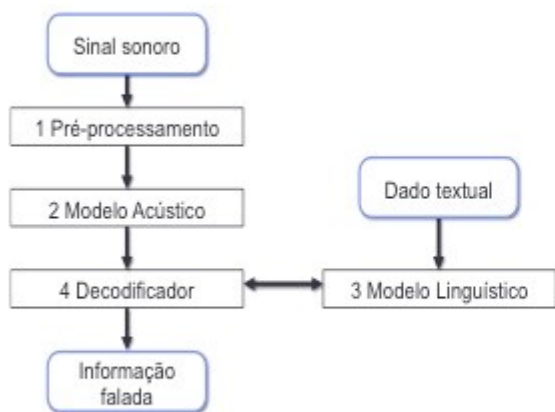 Sinal sonoro
1 Pré-processamento
2 Modelo Acústico
Dado textual
4 Decodificador
3 Modelo Linguístico
Informação
falada